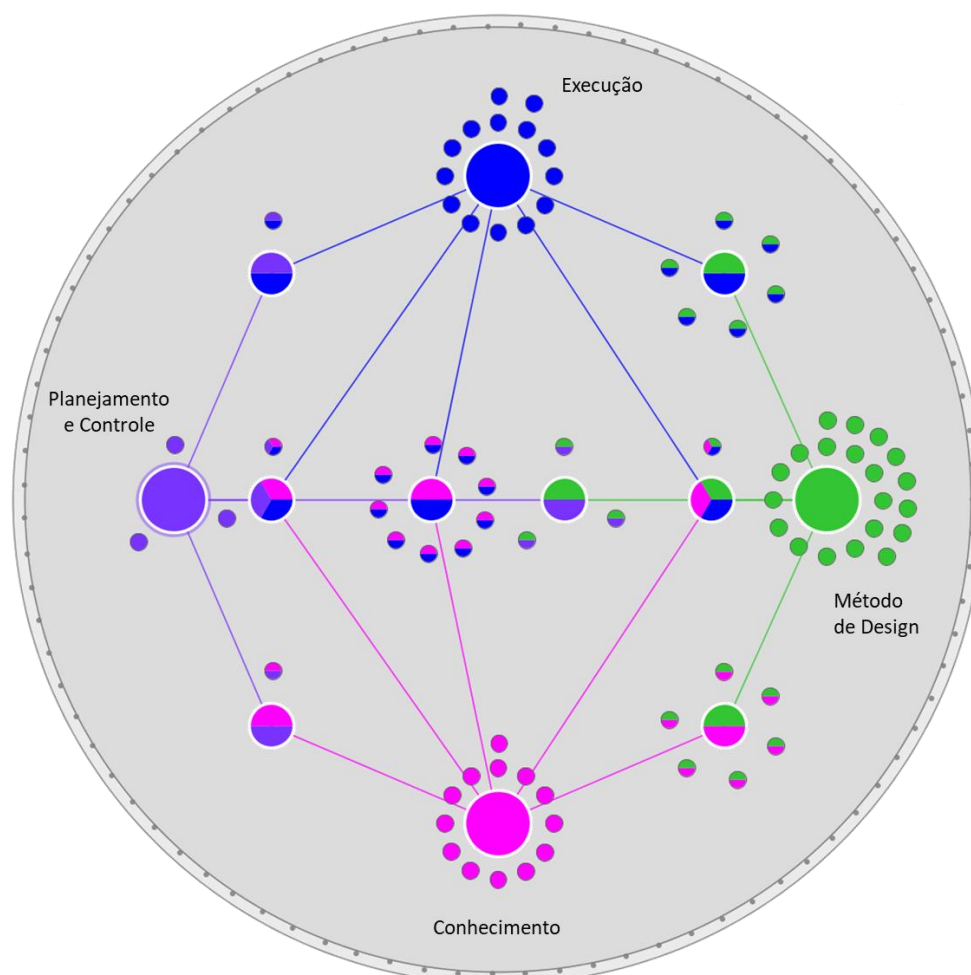 Execução
Planejamento
e Controle
Método
de Design
Conhecimento